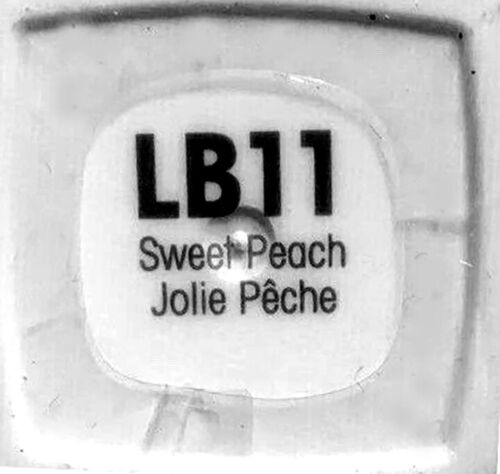 LB11
Sweet Peach
Jolie Pêche